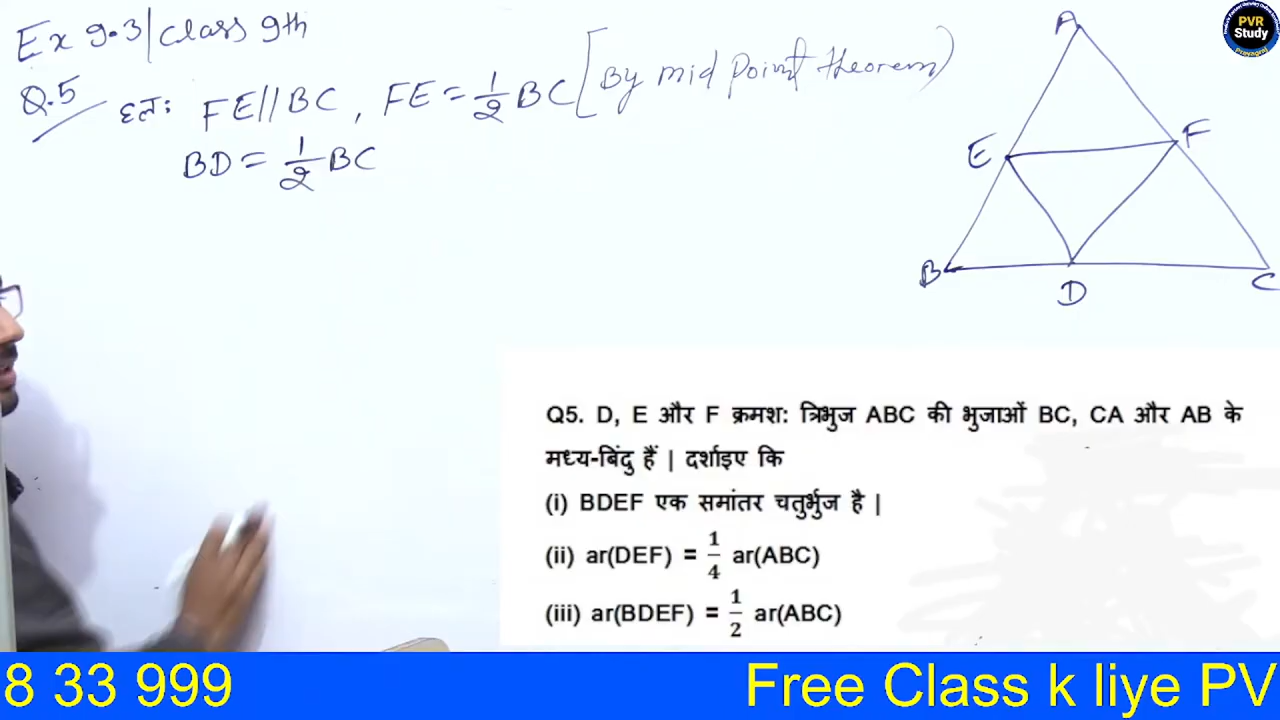 Ex 9.3 | Class 9th
Q.5
हल: FE//BC, FE = 1/2 BC [By mid point theorem)
BD = 1/2 BC
A
E
F
B
D
C
PVR
Study
Q5. D, E और F क्रमश: त्रिभुज ABC की भुजाओं BC, CA और AB के
मध्य-बिंदु हैं | दर्शाइए कि
(i) BDEF एक समांतर चतुर्भुज है |
(ii) ar(DEF) = 1/4 ar(ABC)
(iii) ar(BDEF) = 1/2 ar(ABC)
8 33 999
Free Class k liye PV